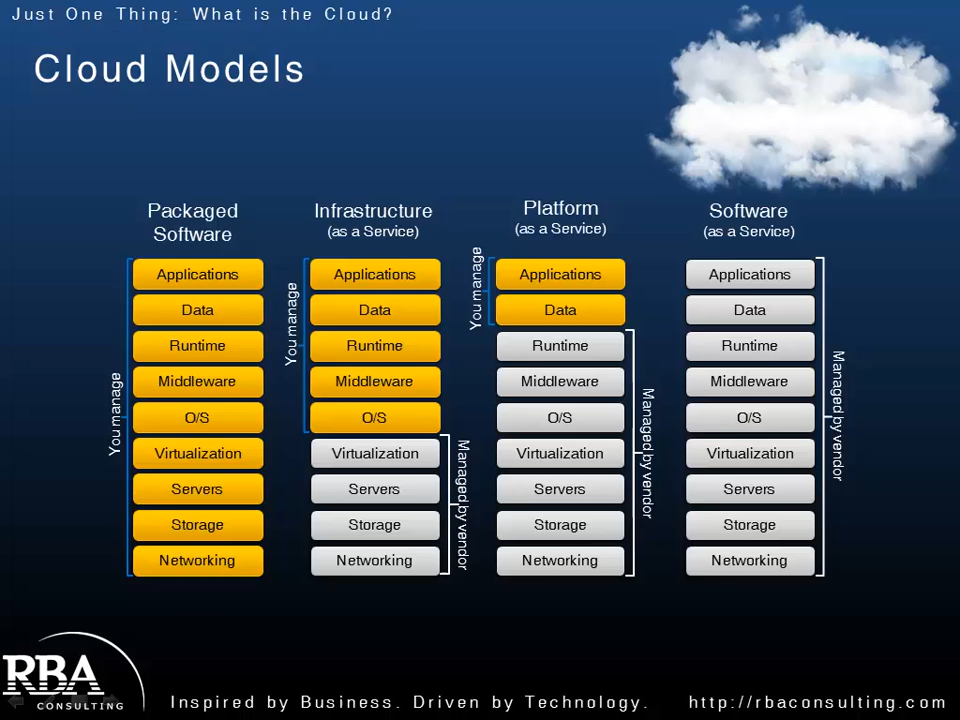 Just One Thing: What is the Cloud?
Cloud Models
Packaged
Software
You manage
Applications
Data
Runtime
Middleware
O/S
Virtualization
Servers
Storage
Networking
Infrastructure
(as a Service)
You manage
Applications
Data
Runtime
Middleware
O/S
Virtualization
Servers
Storage
Networking
Managed by vendor
Platform
(as a Service)
You manage
Applications
Data
Runtime
Middleware
O/S
Virtualization
Servers
Storage
Networking
Managed by vendor
Software
(as a Service)
Applications
Data
Runtime
Middleware
O/S
Virtualization
Servers
Storage
Networking
Managed by vendor
RBA
CONSULTING
Inspired by Business. Driven by Technology.
http://rbaconsulting.com